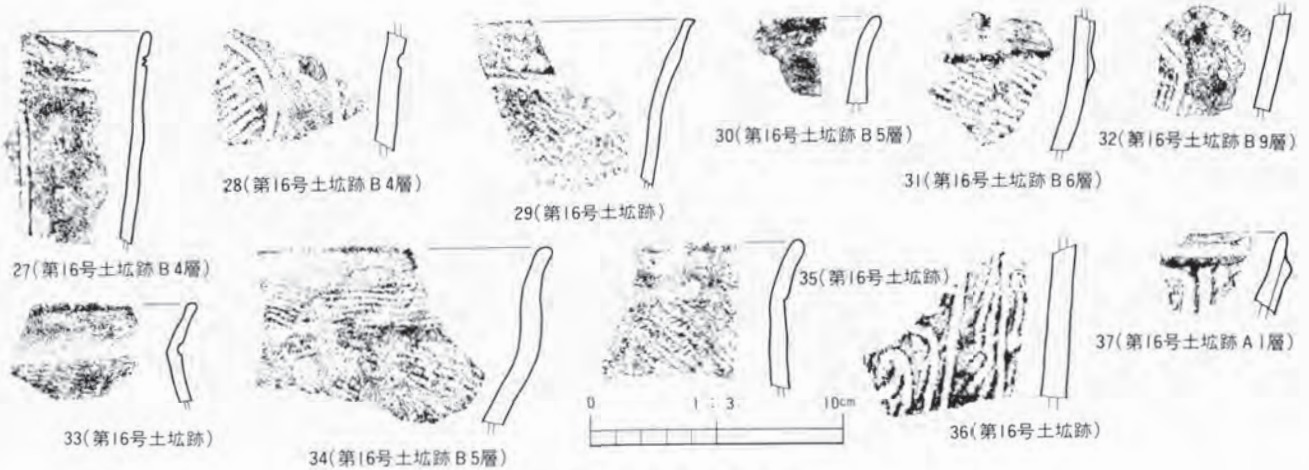 27(第16号土坑跡B4層)
28(第16号土坑跡B4層)
29(第16号土坑跡)
30(第16号土坑跡B5層)
31(第16号土坑跡B6層)
32(第16号土坑跡B9層)
33(第16号土坑跡)
34(第16号土坑跡B5層)
35(第16号土坑跡)
36(第16号土坑跡)
37(第16号土坑跡A1層)
0 1:3 10cm